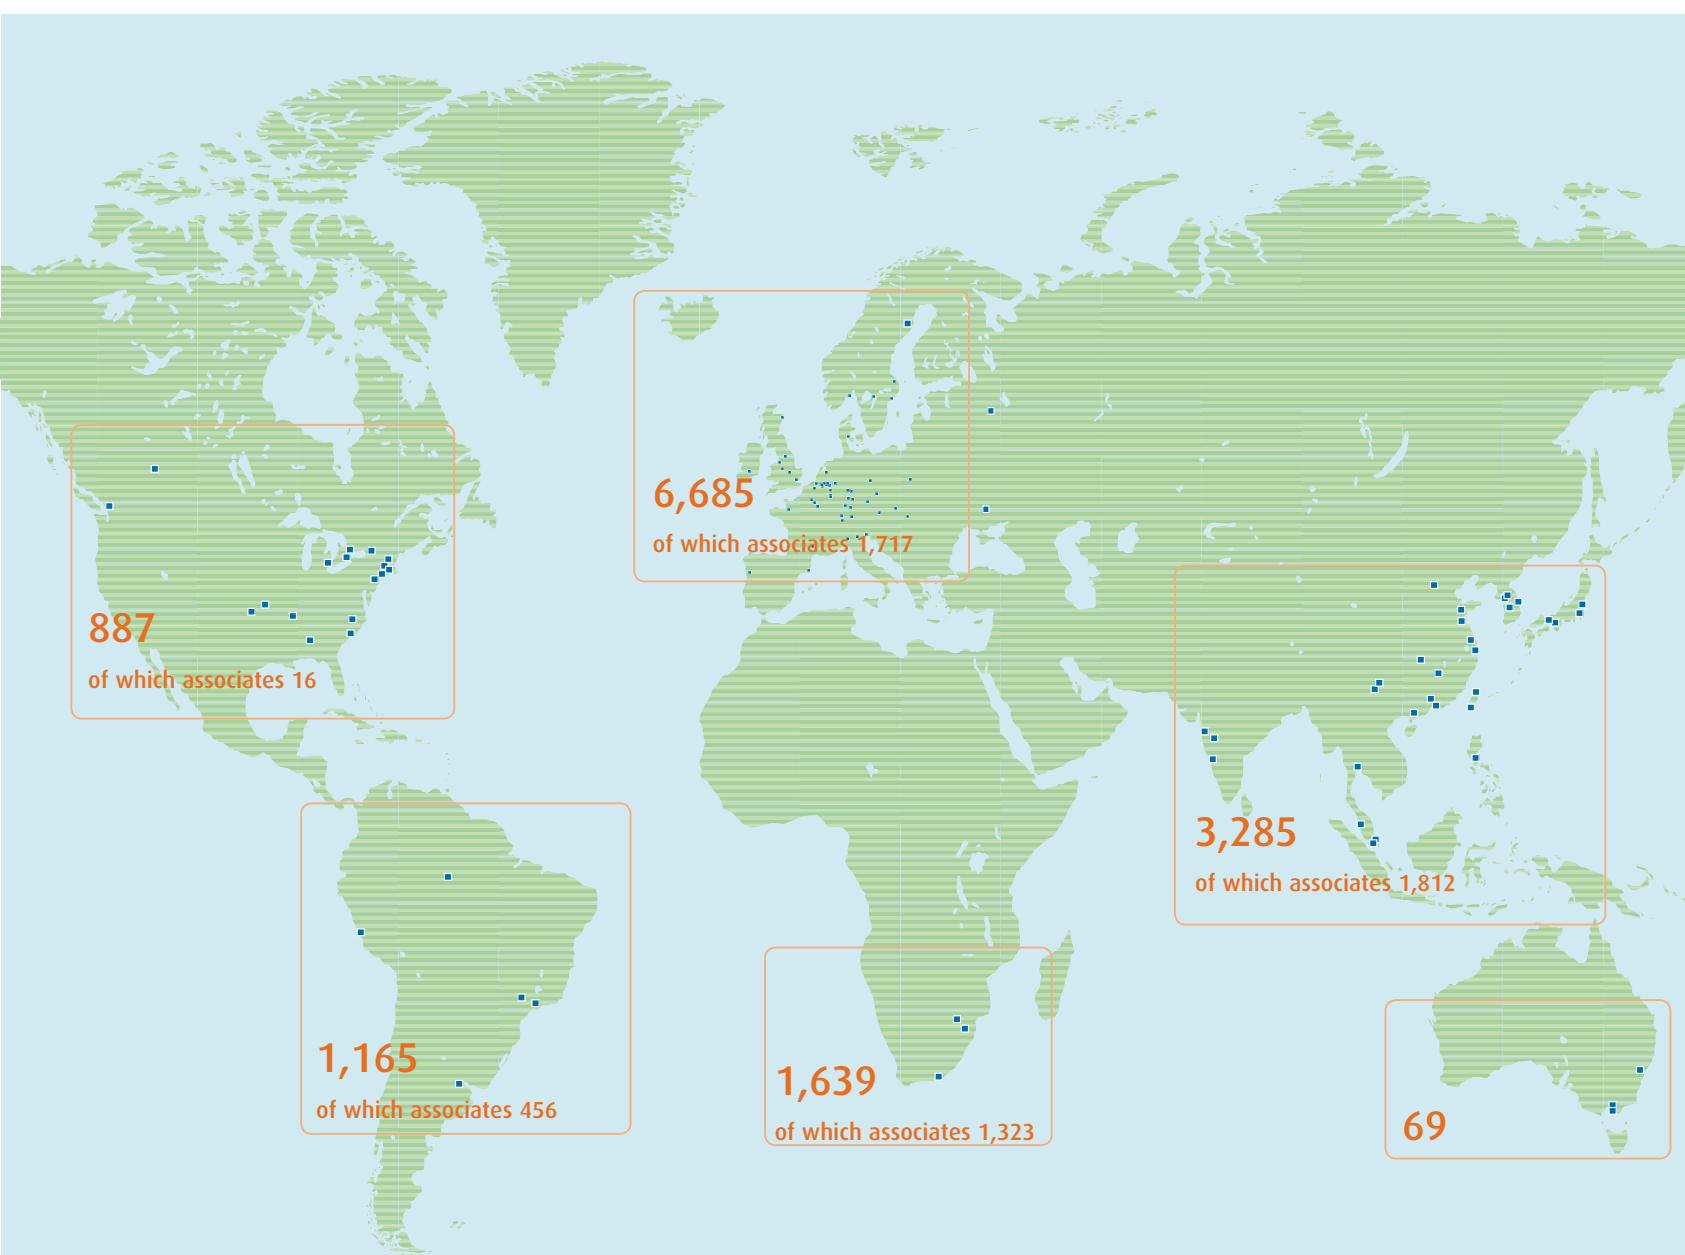 6,685
of which associates 1,717
887
of which associates 16
3,285
of which associates 1,812
1,165
of which associates 456
1,639
of which associates 1,323
69